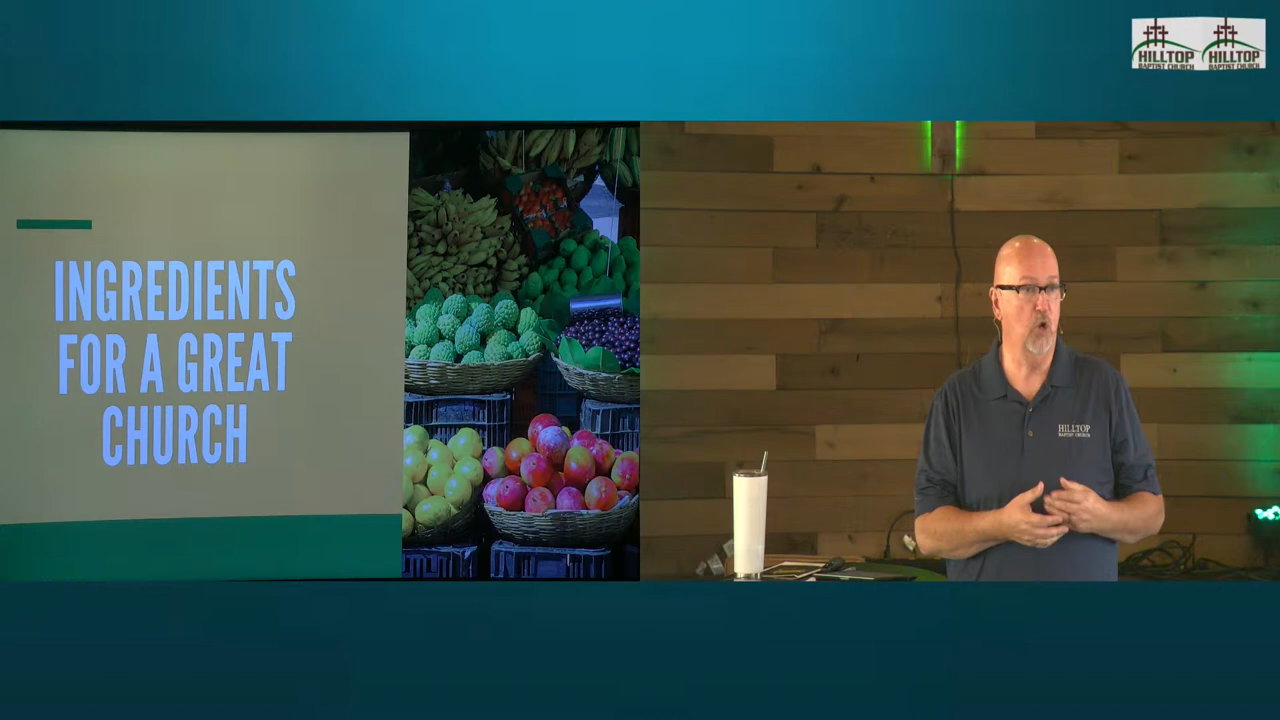 HILLTOP HILLTOP
BAPTIST CHURCH BAPTIST CHURCH
INGREDIENTS
FOR A GREAT
CHURCH
HILLTOP
BAPTIST CHURCH